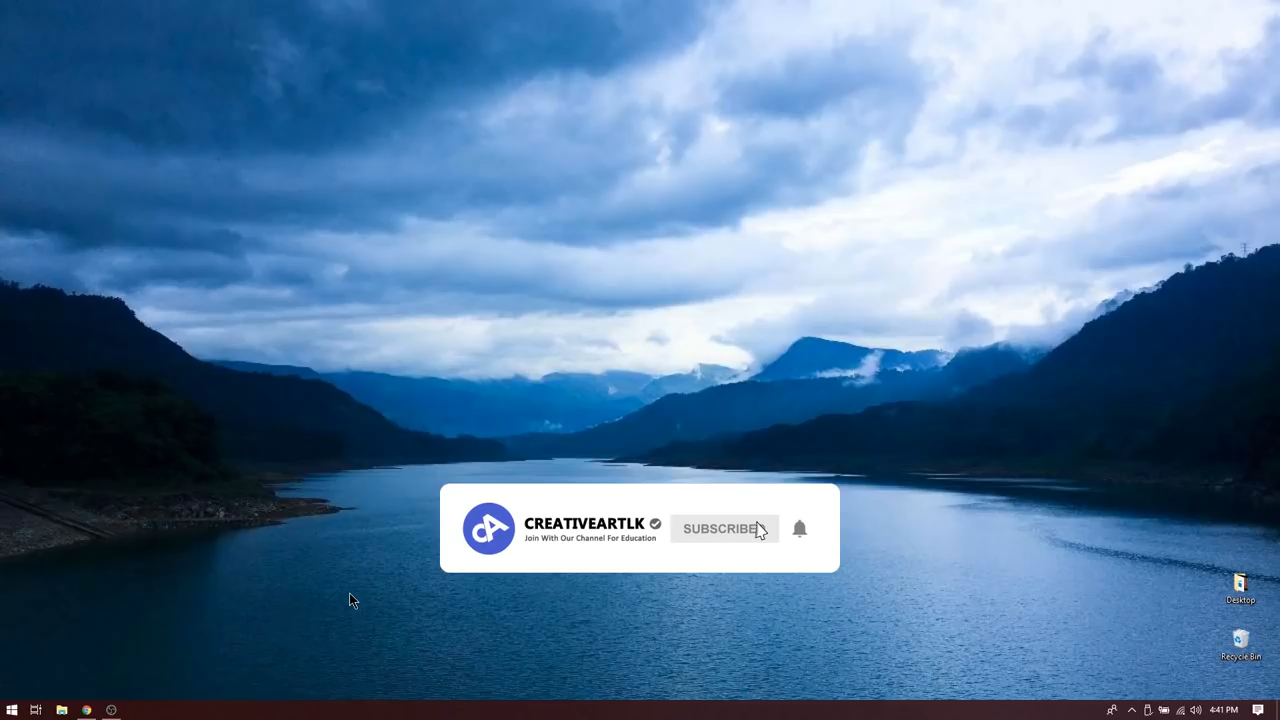 CREATIVEARTLK
Join With Our Channel For Education
SUBSCRIBE
Desktop
Recycle Bin
4:41 PM